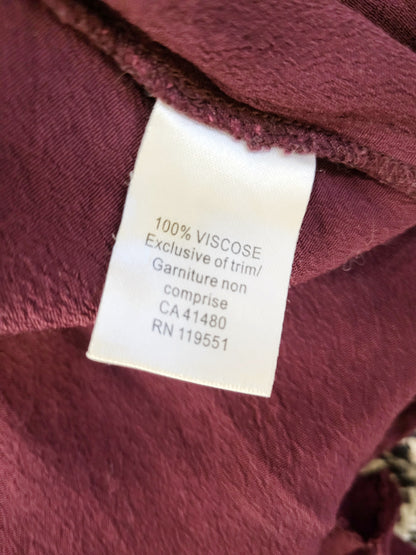 100% VISCOSE
Exclusive of trim/
Garniture non
comprise
CA 41480
RN 119551